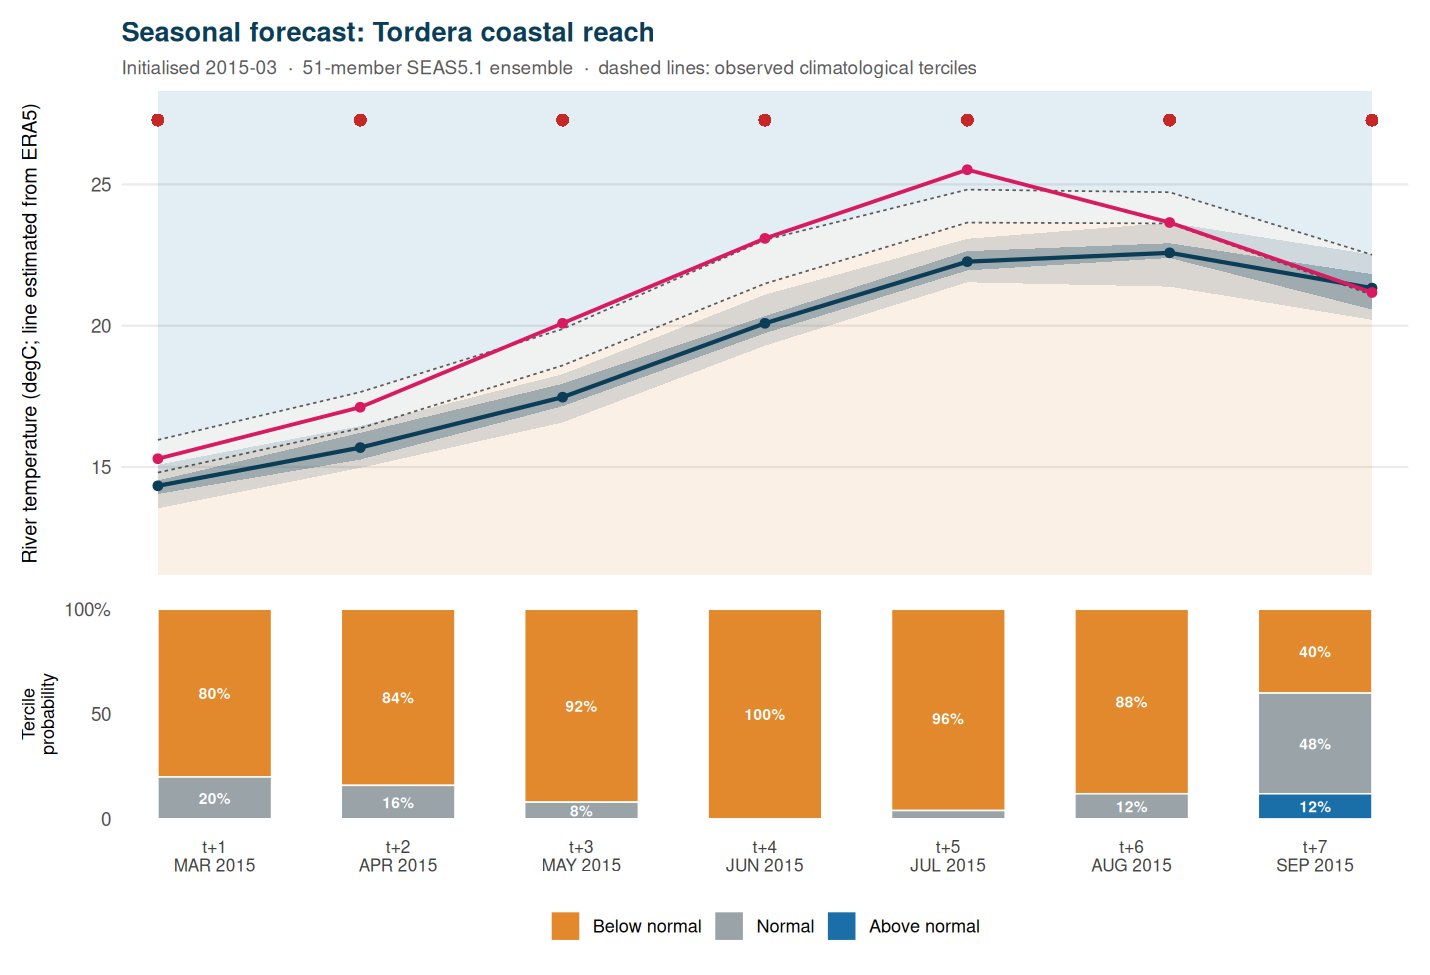 Seasonal forecast: Tordera coastal reach
Initialised 2015-03 · 51-member SEAS5.1 ensemble · dashed lines: observed climatological terciles
River temperature (degC; line estimated from ERA5)
25
20
15
Tercile
probability
100%
50
0
80%
20%
84%
16%
92%
8%
100%
96%
88%
12%
40%
48%
12%
t+1
MAR 2015
t+2
APR 2015
t+3
MAY 2015
t+4
JUN 2015
t+5
JUL 2015
t+6
AUG 2015
t+7
SEP 2015
Below normal
Normal
Above normal